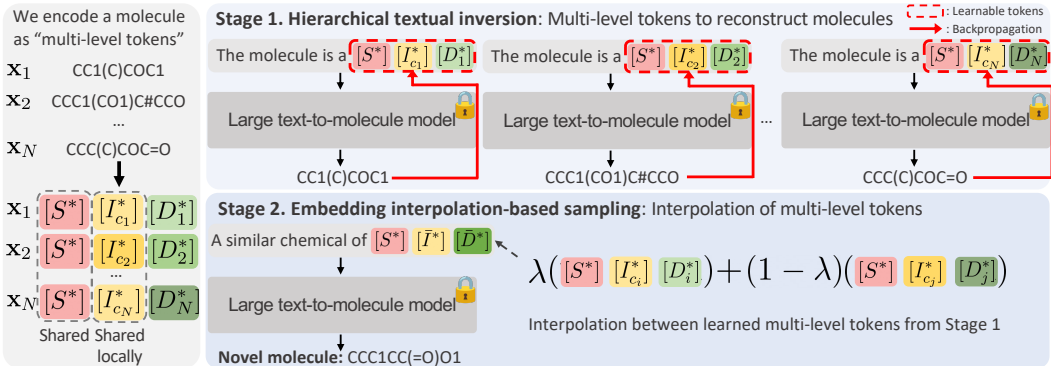 We encode a molecule
as “multi-level tokens”
x1 CC1(C)COC1
x2 CCC1(CO1)C#CCO
...
xN CCC(C)COC=O
x1 [S*] [I*c1] [D*1]
x2 [S*] [I*c2] [D*2]
...
xN [S*] [I*cN] [D*N]
Shared Shared
locally
Stage 1. Hierarchical textual inversion: Multi-level tokens to reconstruct molecules
: Learnable tokens
: Backpropagation
The molecule is a [S*] [I*c1] [D*1]
Large text-to-molecule model
CC1(C)COC1
The molecule is a [S*] [I*c2] [D*2]
Large text-to-molecule model
CCC1(CO1)C#CCO
...
The molecule is a [S*] [I*cN] [D*N]
Large text-to-molecule model
CCC(C)COC=O
Stage 2. Embedding interpolation-based sampling: Interpolation of multi-level tokens
A similar chemical of [S*] [Ī*] [D̄*]
Large text-to-molecule model
Novel molecule: CCC1CC(=O)O1
λ([S*] [I*ci] [D*i])+(1 − λ)([S*] [I*cj] [D*j])
Interpolation between learned multi-level tokens from Stage 1